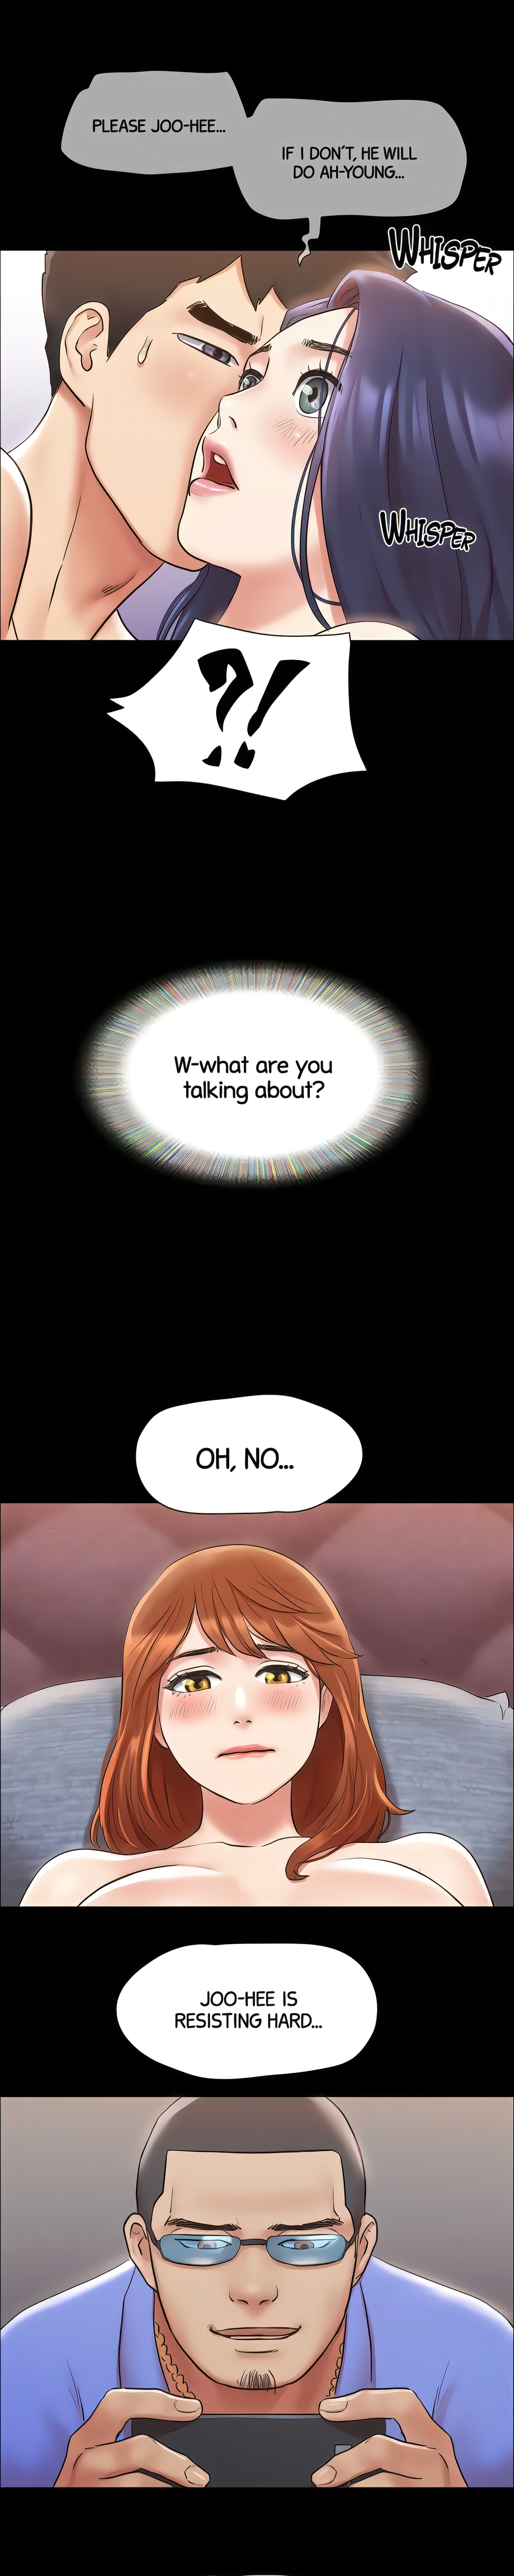 PLEASE JOO-HEE...
IF I DON'T, HE WILL
DO AH-YOUNG...
WHISPER
WHISPER
?!
W-what are you
talking about?
OH, NO...
JOO-HEE IS
RESISTING HARD...